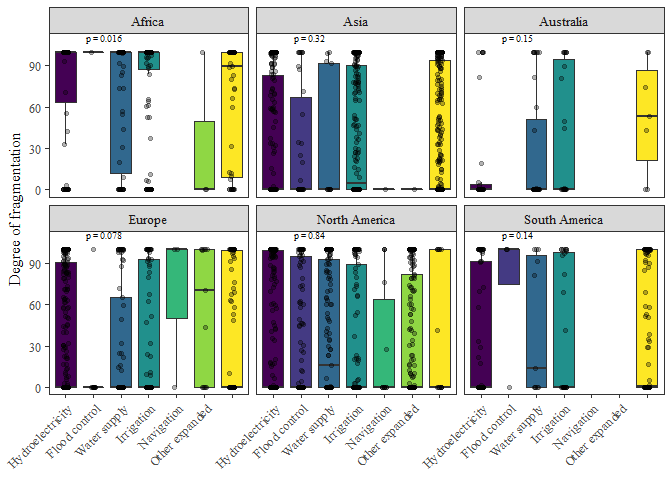 Africa
Asia
Australia
p = 0.016
p = 0.32
p = 0.15
90
60
30
0
Degree of fragmentation
Europe
North America
South America
p = 0.078
p = 0.84
p = 0.14
90
60
30
0
Hydroelectricity
Flood control
Water supply
Irrigation
Navigation
Other expanded
Hydroelectricity
Flood control
Water supply
Irrigation
Navigation
Other expanded
Hydroelectricity
Flood control
Water supply
Irrigation
Navigation
Other expanded